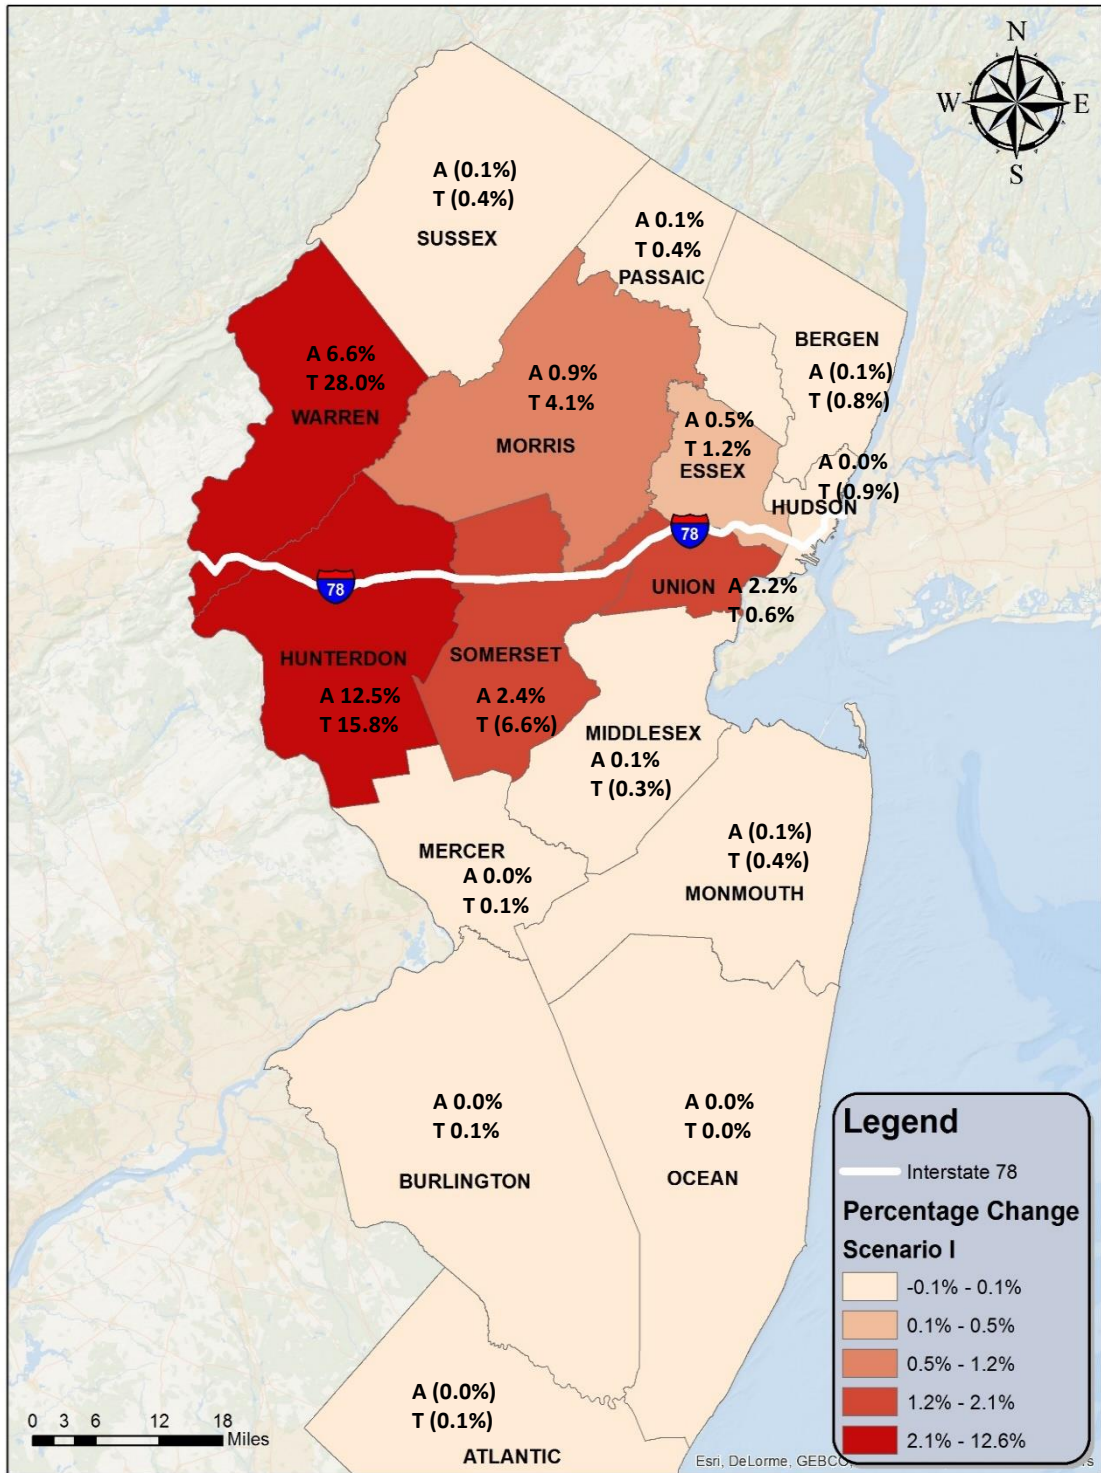 N
W E
S
A (0.1%)
T (0.4%)
SUSSEX
A 0.1%
T 0.4%
PASSAIC
BERGEN
A (0.1%)
T (0.8%)
A 6.6%
T 28.0%
WARREN
A 0.9%
T 4.1%
MORRIS
A 0.5%
T 1.2%
ESSEX
A 0.0%
T (0.9%)
HUDSON
78
78
UNION
A 2.2%
T 0.6%
HUNTERDON
A 12.5%
T 15.8%
SOMERSET
A 2.4%
T (6.6%)
MIDDLESEX
A 0.1%
T (0.3%)
MERCER
A 0.0%
T 0.1%
A (0.1%)
T (0.4%)
MONMOUTH
A 0.0%
T 0.1%
BURLINGTON
A 0.0%
T 0.0%
OCEAN
A (0.0%)
T (0.1%)
ATLANTIC
Legend
Interstate 78
Percentage Change
Scenario I
-0.1% - 0.1%
0.1% - 0.5%
0.5% - 1.2%
1.2% - 2.1%
2.1% - 12.6%
0 3 6 12 18
Miles
Esri, DeLorme, GEBCO,